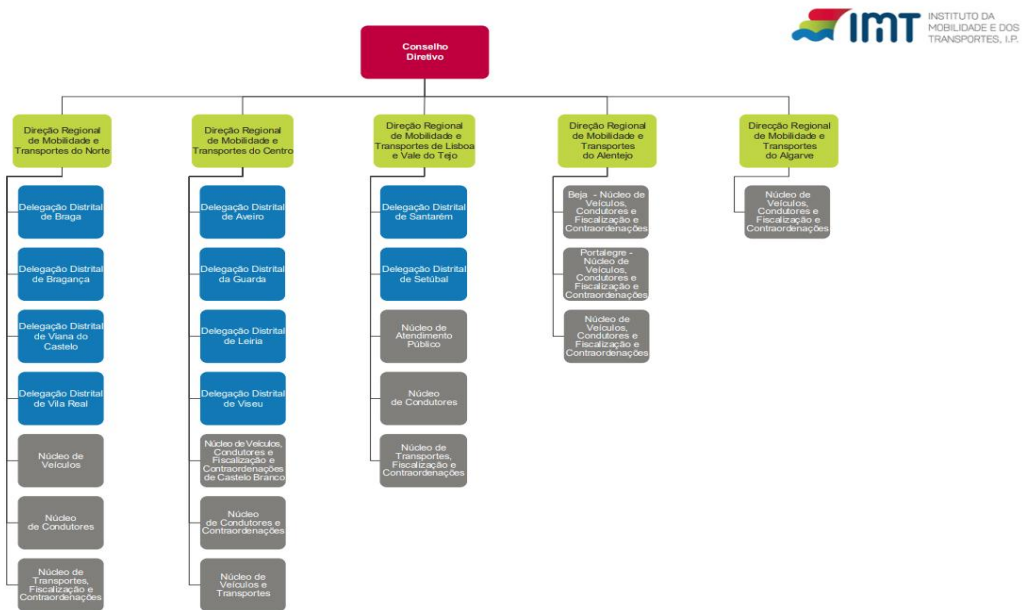 IMT
INSTITUTO DA
MOBILIDADE E DOS
TRANSPORTES, I.P.
Conselho
Diretivo
Direção Regional
de Mobilidade e
Transportes do Norte
Direção Regional
de Mobilidade e
Transportes do Centro
Direção Regional
de Mobilidade e
Transportes de Lisboa
e Vale do Tejo
Direção Regional
de Mobilidade e
Transportes
do Alentejo
Direcção Regional
de Mobilidade e
Transportes
do Algarve
Delegação Distrital
de Braga
Delegação Distrital
de Bragança
Delegação Distrital
de Viana do
Castelo
Delegação Distrital
de Vila Real
Núcleo de
Veículos
Núcleo
de Condutores
Núcleo de
Transportes,
Fiscalização e
Contraordenações
Delegação Distrital
de Aveiro
Delegação Distrital
da Guarda
Delegação Distrital
de Leiria
Delegação Distrital
de Viseu
Núcleo de Veículos,
Condutores e
Fiscalização e
Contraordenações
de Castelo Branco
Núcleo
de Condutores e
Contraordenações
Núcleo de
Veículos e
Transportes
Delegação Distrital
de Santarém
Delegação Distrital
de Setúbal
Núcleo de
Atendimento
Público
Núcleo
de Condutores
Núcleo de
Transportes,
Fiscalização e
Contraordenações
Beja - Núcleo de
Veículos,
Condutores e
Fiscalização e
Contraordenações
Portalegre -
Núcleo de
Veículos,
Condutores e
Fiscalização e
Contraordenações
Núcleo de
Veículos,
Condutores e
Fiscalização e
Contraordenações
Núcleo de
Veículos,
Condutores e
Fiscalização e
Contraordenações